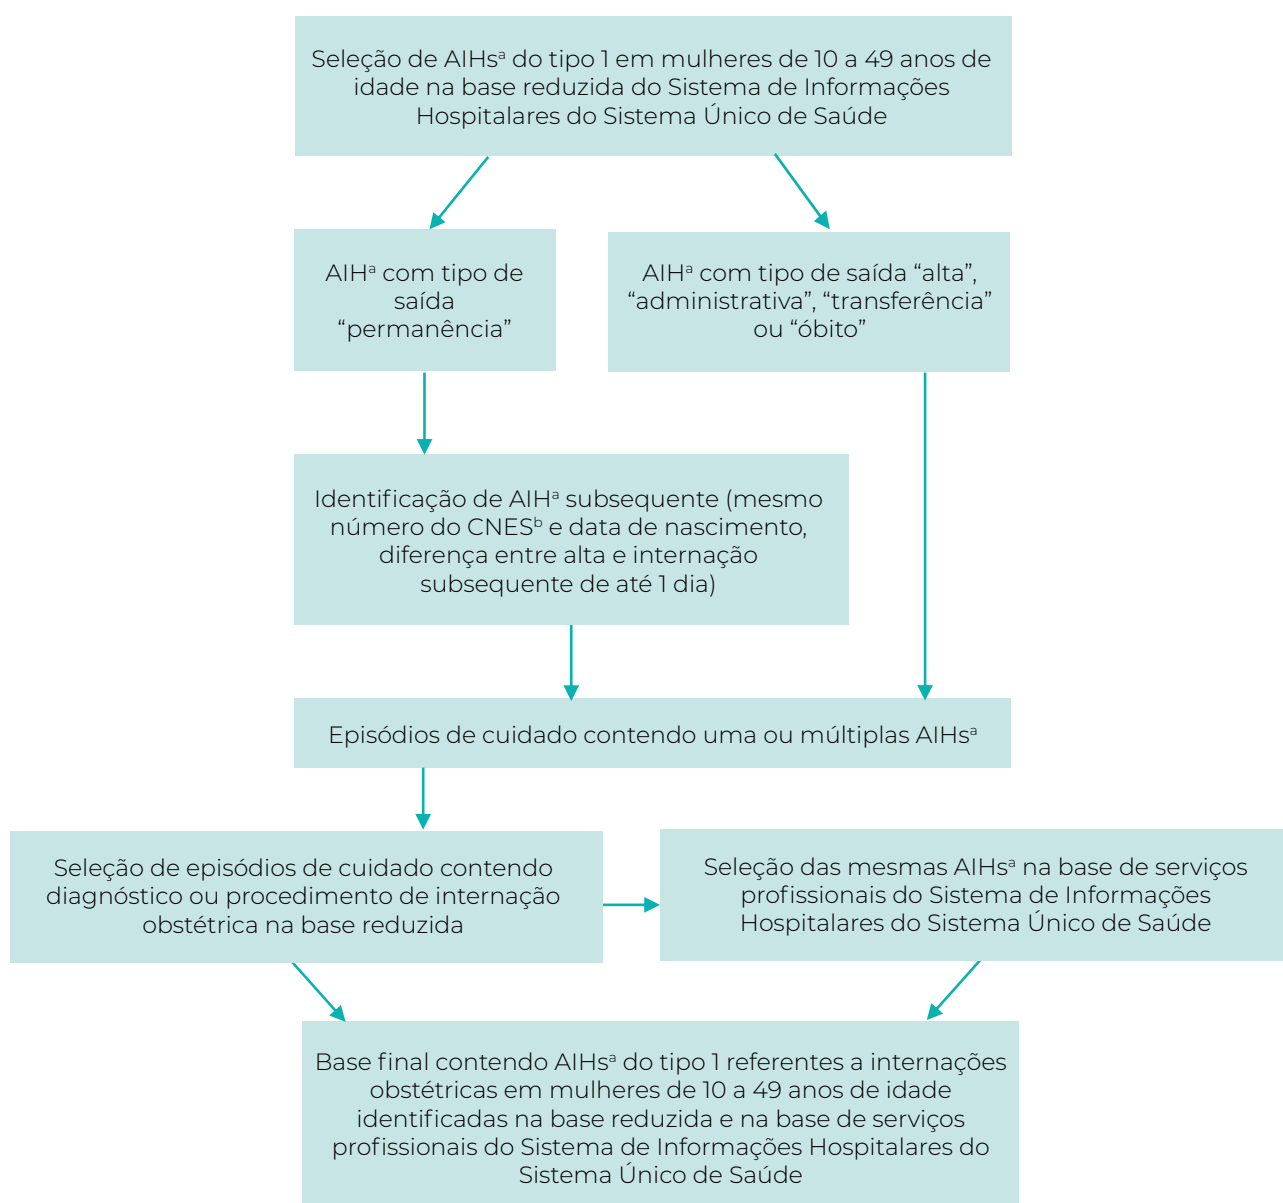 Seleção de AIHsᵃ do tipo 1 em mulheres de 10 a 49 anos de
idade na base reduzida do Sistema de Informações
Hospitalares do Sistema Único de Saúde
AIHᵃ com tipo de
saída
“permanência”
AIHᵃ com tipo de saída “alta”,
“administrativa”, “transferência”
ou “óbito”
Identificação de AIHᵃ subsequente (mesmo
número do CNESᵇ e data de nascimento,
diferença entre alta e internação
subsequente de até 1 dia)
Episódios de cuidado contendo uma ou múltiplas AIHsᵃ
Seleção de episódios de cuidado contendo
diagnóstico ou procedimento de internação
obstétrica na base reduzida
Seleção das mesmas AIHsᵃ na base de serviços
profissionais do Sistema de Informações
Hospitalares do Sistema Único de Saúde
Base final contendo AIHsᵃ do tipo 1 referentes a internações
obstétricas em mulheres de 10 a 49 anos de idade
identificadas na base reduzida e na base de serviços
profissionais do Sistema de Informações Hospitalares do
Sistema Único de Saúde